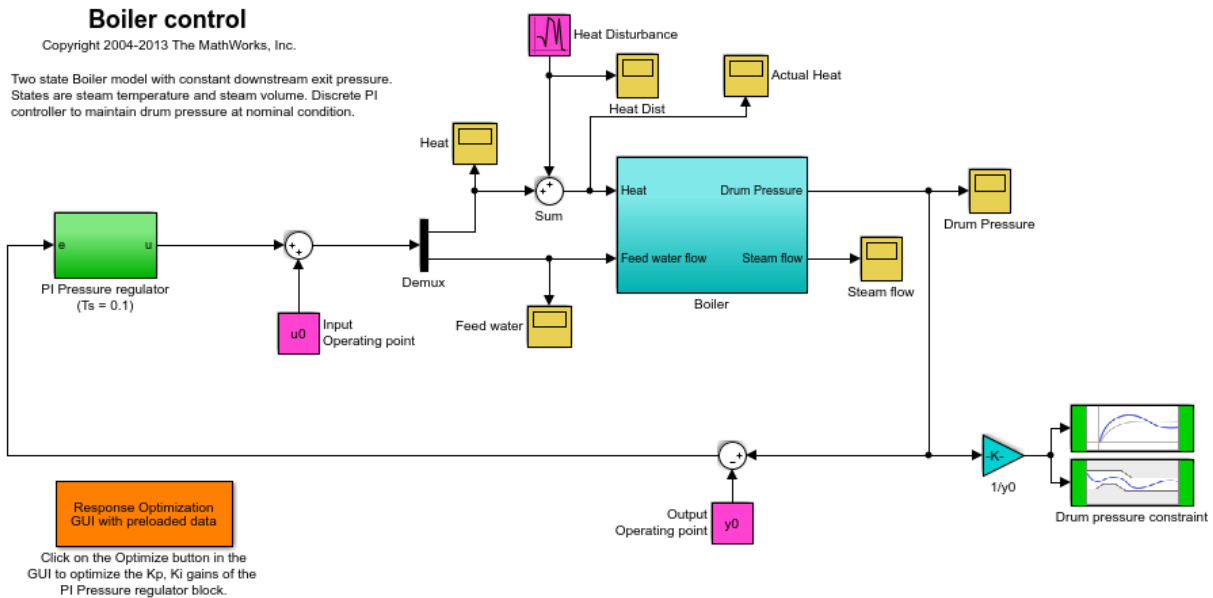 Boiler control
Copyright 2004-2013 The MathWorks, Inc.
Two state Boiler model with constant downstream exit pressure.
States are steam temperature and steam volume. Discrete PI
controller to maintain drum pressure at nominal condition.
Heat Disturbance
Heat Dist
Actual Heat
Heat
Sum
Heat
Drum Pressure
Feed water flow
Steam flow
Boiler
Drum Pressure
Steam flow
e
u
PI Pressure regulator
(Ts = 0.1)
Demux
u0
Input
Operating point
Feed water
-K-
1/y0
Drum pressure constraint
Output
Operating point
y0
Response Optimization
GUI with preloaded data
Click on the Optimize button in the
GUI to optimize the Kp, Ki gains of the
PI Pressure regulator block.